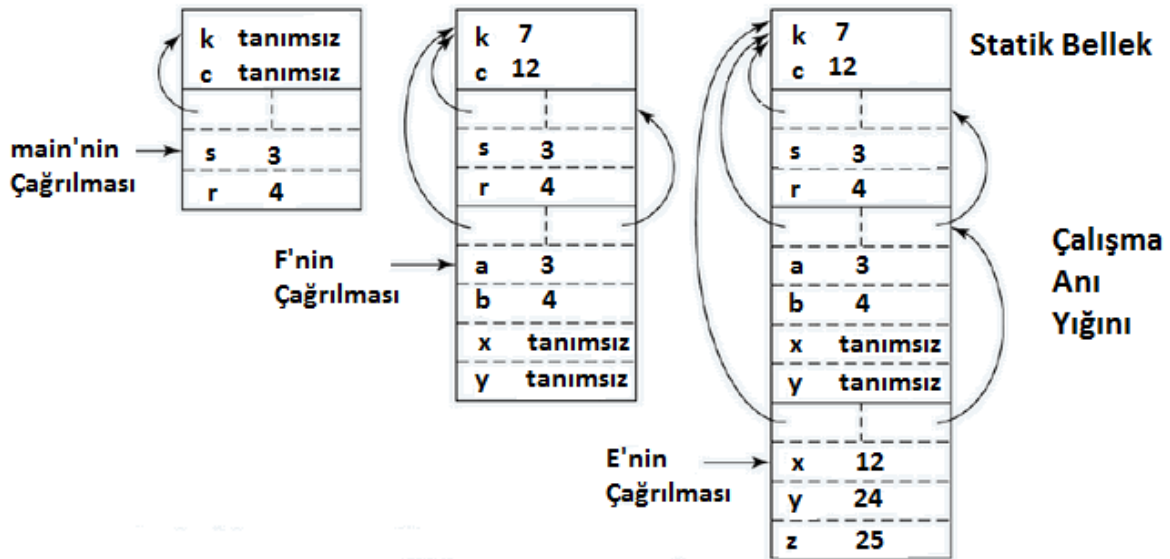 k tanımsız
c tanımsız
main'nin
Çağrılması
s 3
r 4
k 7
c 12
s 3
r 4
F'nin
Çağrılması
a 3
b 4
x tanımsız
y tanımsız
k 7
c 12
s 3
r 4
a 3
b 4
x tanımsız
y tanımsız
E'nin
Çağrılması
x 12
y 24
z 25
Statik Bellek
Çalışma
Anı
Yığını